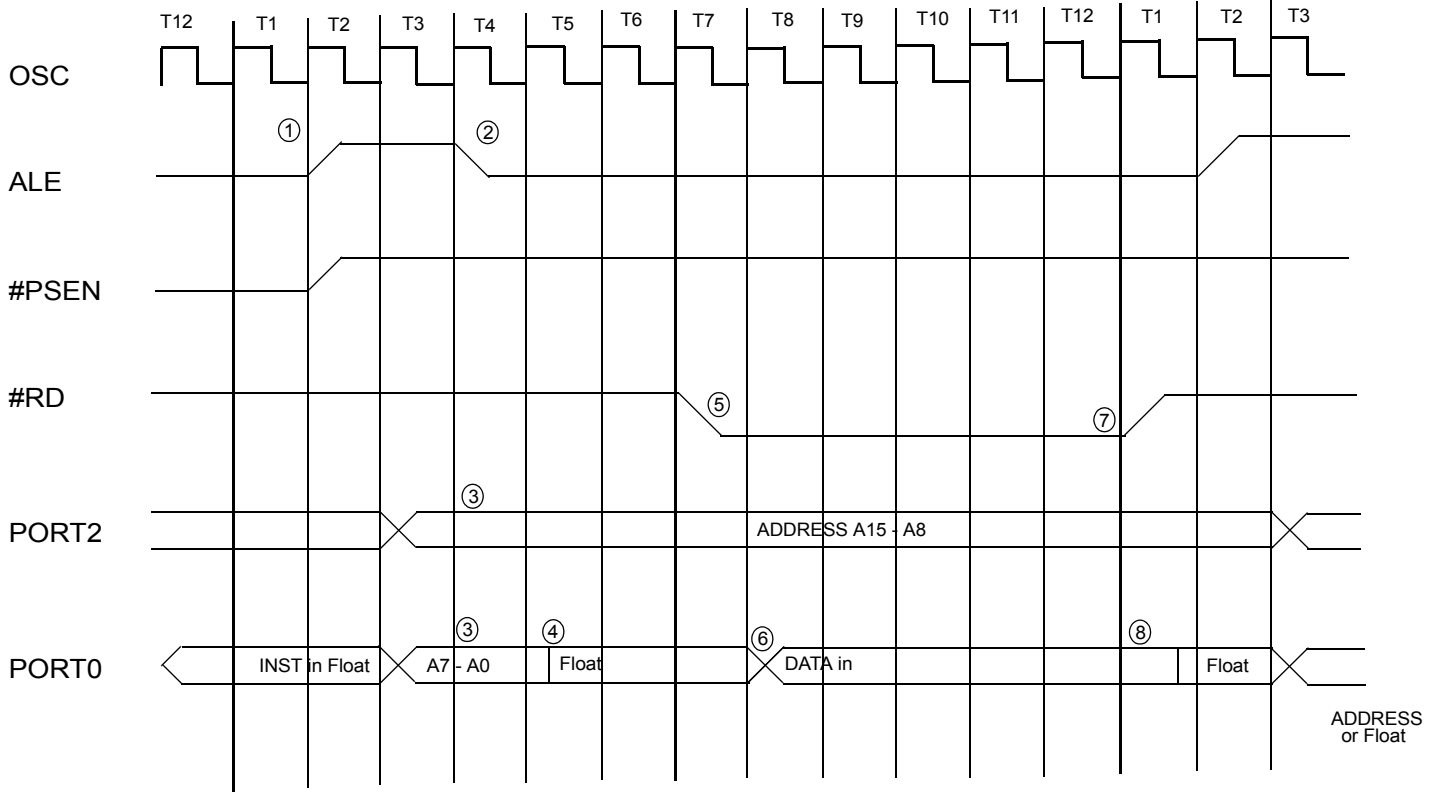 T12 T1 T2 T3 T4 T5 T6 T7 T8 T9 T10 T11 T12 T1 T2 T3
OSC
① ②
ALE
#PSEN
#RD
⑤ ⑦
③
PORT2 ADDRESS A15 - A8
③ ④ ⑥ ⑧
PORT0 INST in Float A7 - A0 Float DATA in Float
ADDRESS
or Float